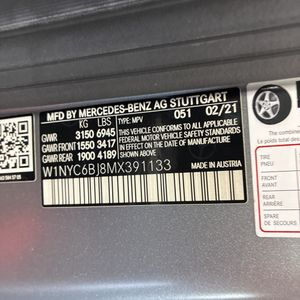 MFD BY MERCEDES-BENZ AG STUTTGART
KG LBS
TYPE: MPV 051 02/21
GVWR 3150 6945
GAWR FRONT 1550 3417
GAWR REAR 1900 4189
THIS VEHICLE CONFORMS TO ALL APPLICABLE
FEDERAL MOTOR VEHICLE SAFETY STANDARDS
IN EFFECT ON THE DATE OF MANUFACTURE
SHOWN ABOVE
MADE IN AUSTRIA
W1NYC6BJ8MX391133
TIRE
PNEU
FRONT
AVANT
REAR
ARRIÈRE
SPARE
DE
SECOURS